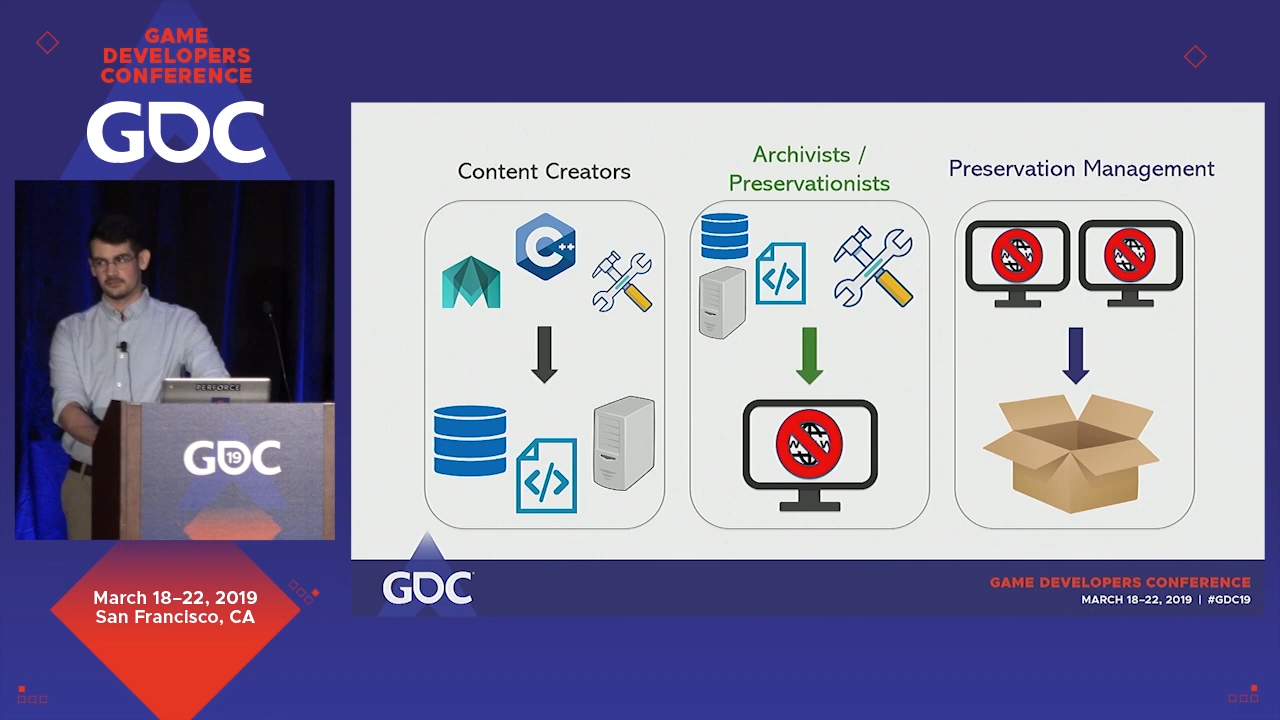 GAME
DEVELOPERS
CONFERENCE
GDC
Content Creators
Archivists /
Preservationists
Preservation Management
C++
PERFORCE
GDC
19
March 18–22, 2019
San Francisco, CA
GDC
GAME DEVELOPERS CONFERENCE
MARCH 18–22, 2019 | #GDC19